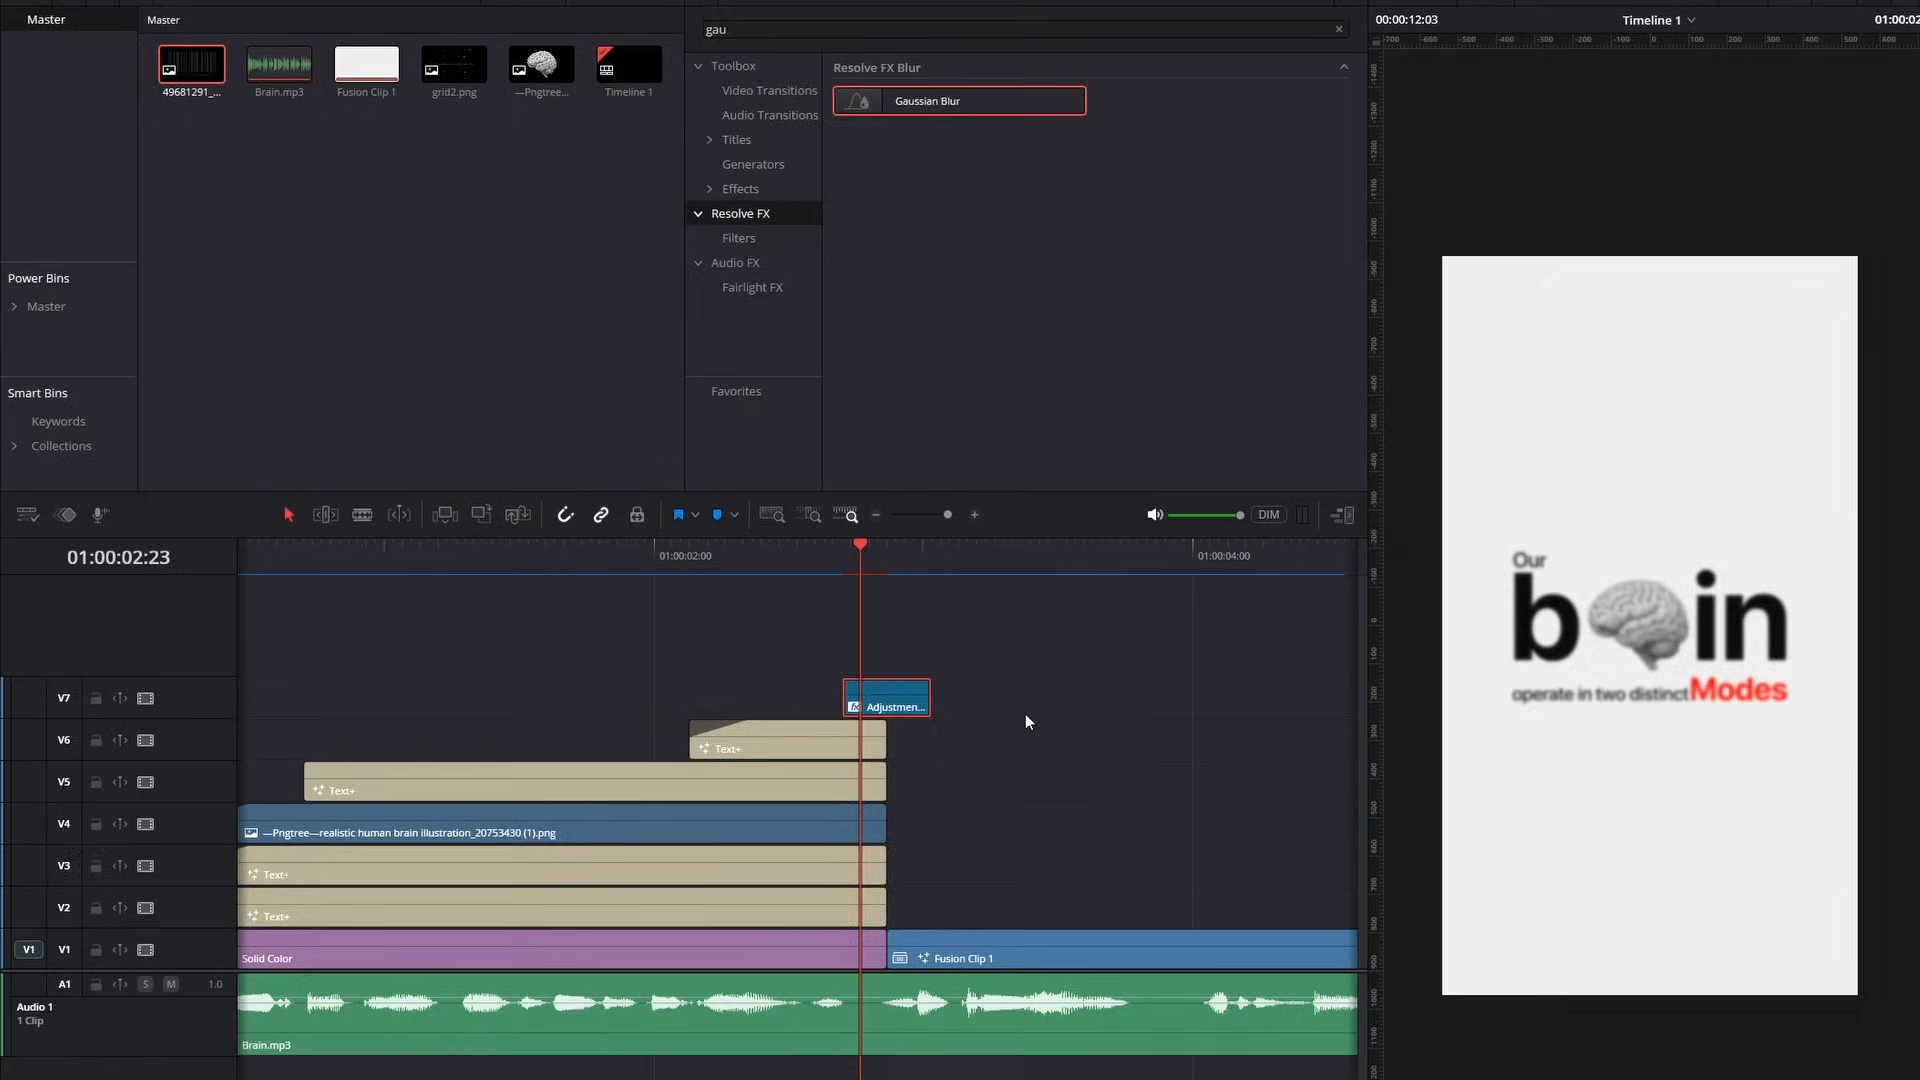 Master
Master
gau
00:00:12:03
Timeline 1
01:00:02
49681291_...
Brain.mp3
Fusion Clip 1
grid2.png
—Pngtree...
Timeline 1
Toolbox
Video Transitions
Audio Transitions
Titles
Generators
Effects
Resolve FX
Filters
Audio FX
Fairlight FX
Favorites
Resolve FX Blur
Gaussian Blur
Power Bins
Master
Smart Bins
Keywords
Collections
DIM
01:00:02:23
01:00:02:00
01:00:04:00
V7
Adjustmen...
V6
Text+
V5
Text+
V4
—Pngtree—realistic human brain illustration_20753430 (1).png
V3
Text+
V2
Text+
V1
V1
Solid Color
Fusion Clip 1
A1
S
M
1.0
Audio 1
1 Clip
Brain.mp3
Our
b in
operate in two distinct Modes